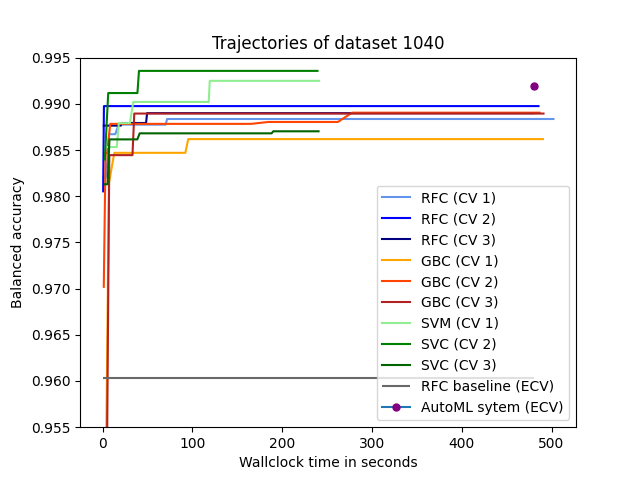 Trajectories of dataset 1040
0.995
0.990
0.985
0.980
0.975
0.970
0.965
0.960
0.955
Balanced accuracy
0 100 200 300 400 500
Wallclock time in seconds
RFC (CV 1)
RFC (CV 2)
RFC (CV 3)
GBC (CV 1)
GBC (CV 2)
GBC (CV 3)
SVM (CV 1)
SVC (CV 2)
SVC (CV 3)
RFC baseline (ECV)
AutoML sytem (ECV)